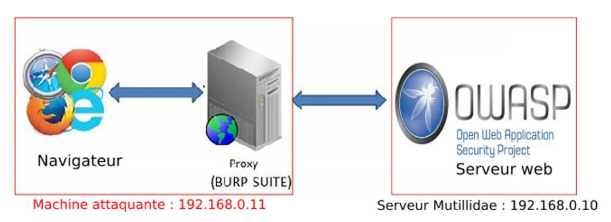 Navigateur
Proxy
(BURP SUITE)
OWASP
Open Web Application
Security Project
Serveur web
Machine attaquante : 192.168.0.11
Serveur Mutillidae : 192.168.0.10